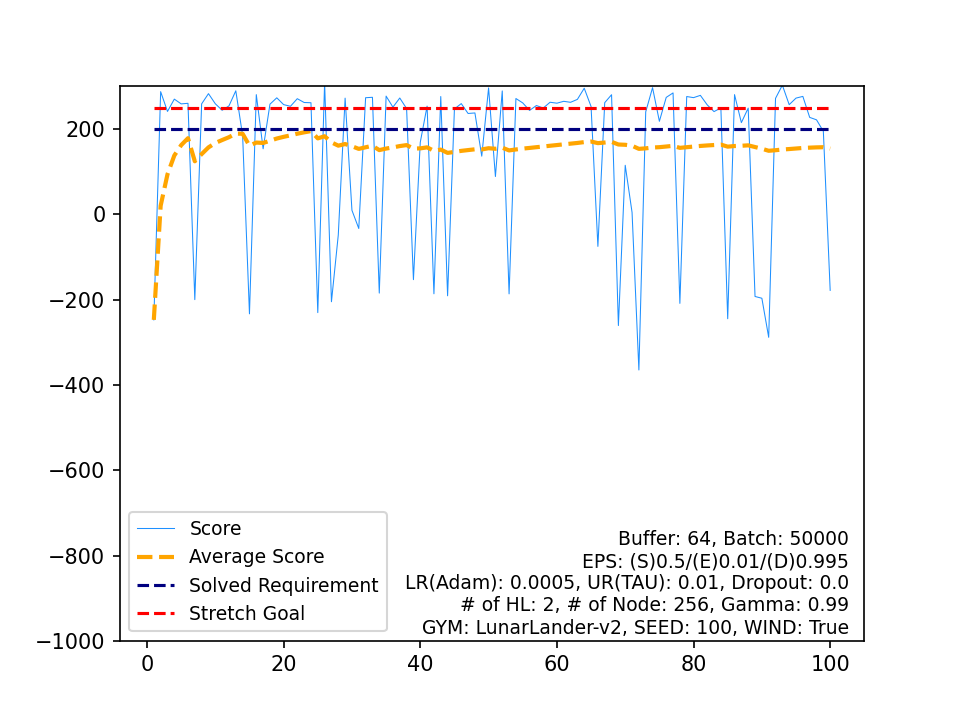 200
0
−200
−400
−600
−800
−1000
0
20
40
60
80
100
Score
Average Score
Solved Requirement
Stretch Goal
Buffer: 64, Batch: 50000
EPS: (S)0.5/(E)0.01/(D)0.995
LR(Adam): 0.0005, UR(TAU): 0.01, Dropout: 0.0
# of HL: 2, # of Node: 256, Gamma: 0.99
GYM: LunarLander-v2, SEED: 100, WIND: True